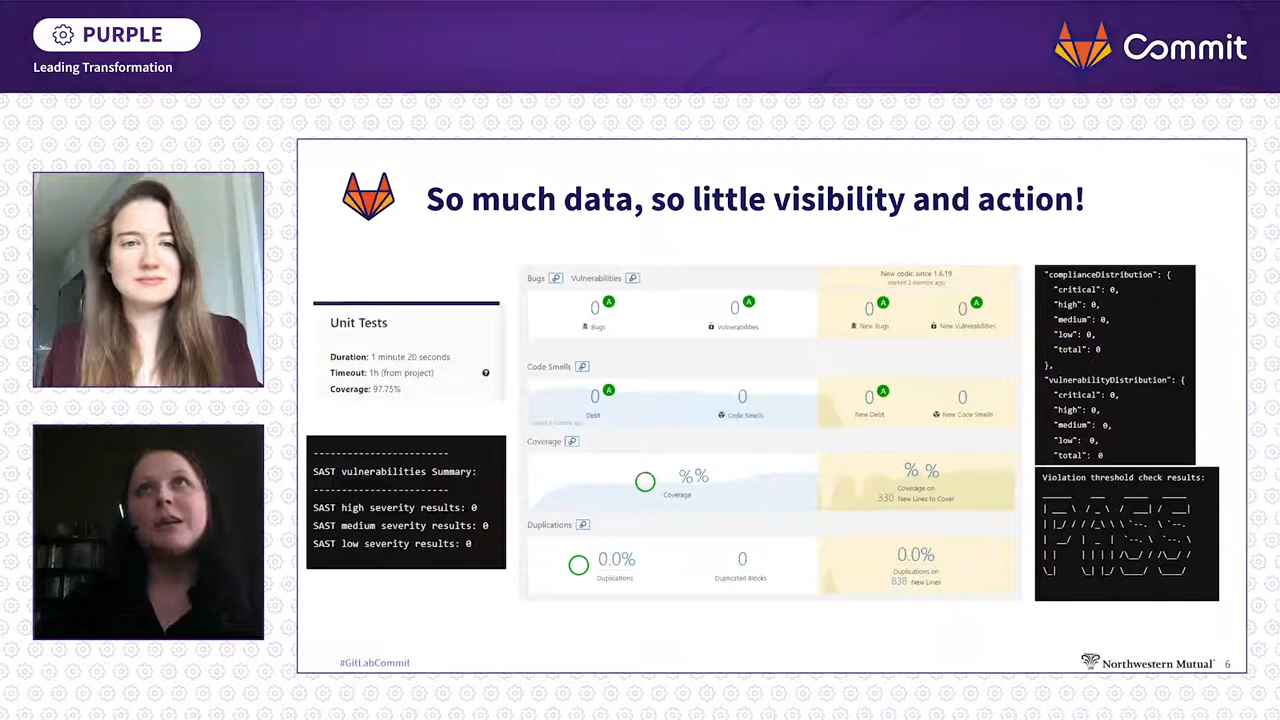 PURPLE
Leading Transformation
Commit
So much data, so little visibility and action!
Unit Tests
Duration: 1 minute 20 seconds
Timeout: 1h (from project)
Coverage: 97.75%
-----------------------
SAST vulnerabilities Summary:
-----------------------
SAST high severity results: 0
SAST medium severity results: 0
SAST low severity results: 0
Bugs Vulnerabilities
New code: since 1.6.19
started 2 months ago
0 A
Bugs
0 A
Vulnerabilities
0 A
New Bugs
0 A
New Vulnerabilities
Code Smells
0 A
Debt
0
Code Smells
0 A
New Debt
0
New Code Smells
Coverage
%%
Coverage
% %
Coverage on
330 New Lines to Cover
Duplications
0.0%
Duplications
0
Duplicated Blocks
0.0%
Duplications on
838 New Lines
"complianceDistribution": {
"critical": 0,
"high": 0,
"medium": 0,
"low": 0,
"total": 0
},
"vulnerabilityDistribution": {
"critical": 0,
"high": 0,
"medium": 0,
"low": 0,
"total": 0
Violation threshold check results:
PASS
#GitLabCommit
Northwestern Mutual
6